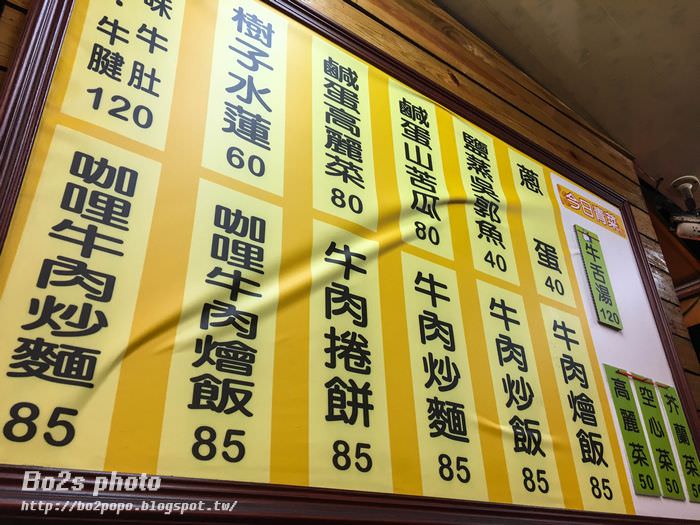 蔥蛋 40
鹽蒸吳郭魚 40
鹹蛋山苦瓜 80
鹹蛋高麗菜 80
樹子水蓮 60
味牛肚
牛腱
120
牛肉燴飯 85
牛肉炒飯 85
牛肉炒麵 85
牛肉捲餅 85
咖哩牛肉燴飯 85
咖哩牛肉炒麵 85
今日青菜
牛舌湯 120
芥蘭菜 50
空心菜 50
高麗菜 50
Bo2s photo
http://bo2popo.blogspot.tw/